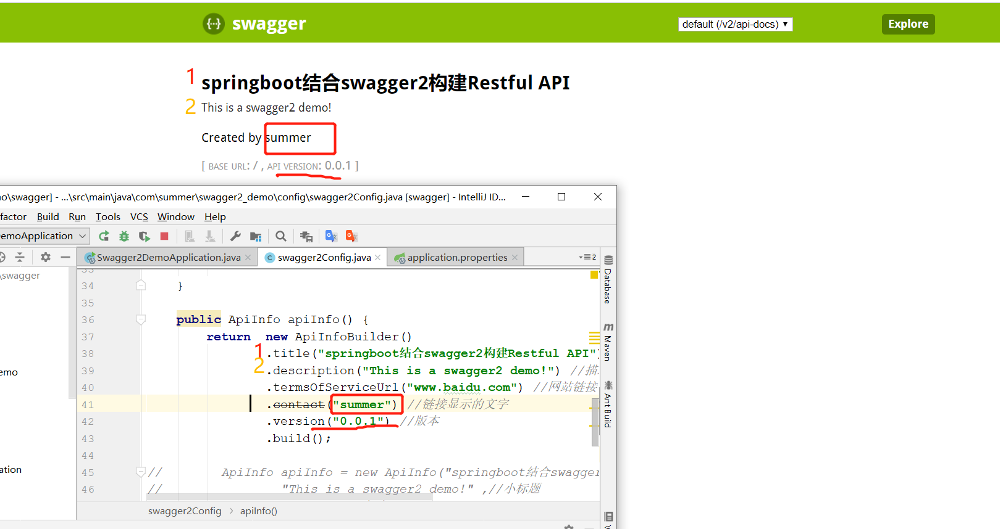 swagger
default (/v2/api-docs)
Explore
1 springboot结合swagger2构建Restful API
2 This is a swagger2 demo!
Created by summer
[ BASE URL: / , API VERSION: 0.0.1 ]
o\swagger] - ...\src\main\java\com\summer\swagger2_demo\config\swagger2Config.java [swagger] - IntelliJ ID...
factor Build Run Tools VCS Window Help
emoApplication
Swagger2DemoApplication.java
swagger2Config.java
application.properties
2
\swagger
emo
ation
34 }
35
36 public ApiInfo apiInfo() {
37 return new ApiInfoBuilder()
38 1 .title("springboot结合swagger2构建Restful API")
39 2 .description("This is a swagger2 demo!") //描
40 .termsOfServiceUrl("www.baidu.com") //网站链接
41 .contact("summer") //链接显示的文字
42 .version("0.0.1") //版本
43 .build();
44
45 // ApiInfo apiInfo = new ApiInfo("springboot结合swagger
46 // "This is a swagger2 demo!" ,//小标题
swagger2Config > apiInfo()
Database
Maven
Ant Build